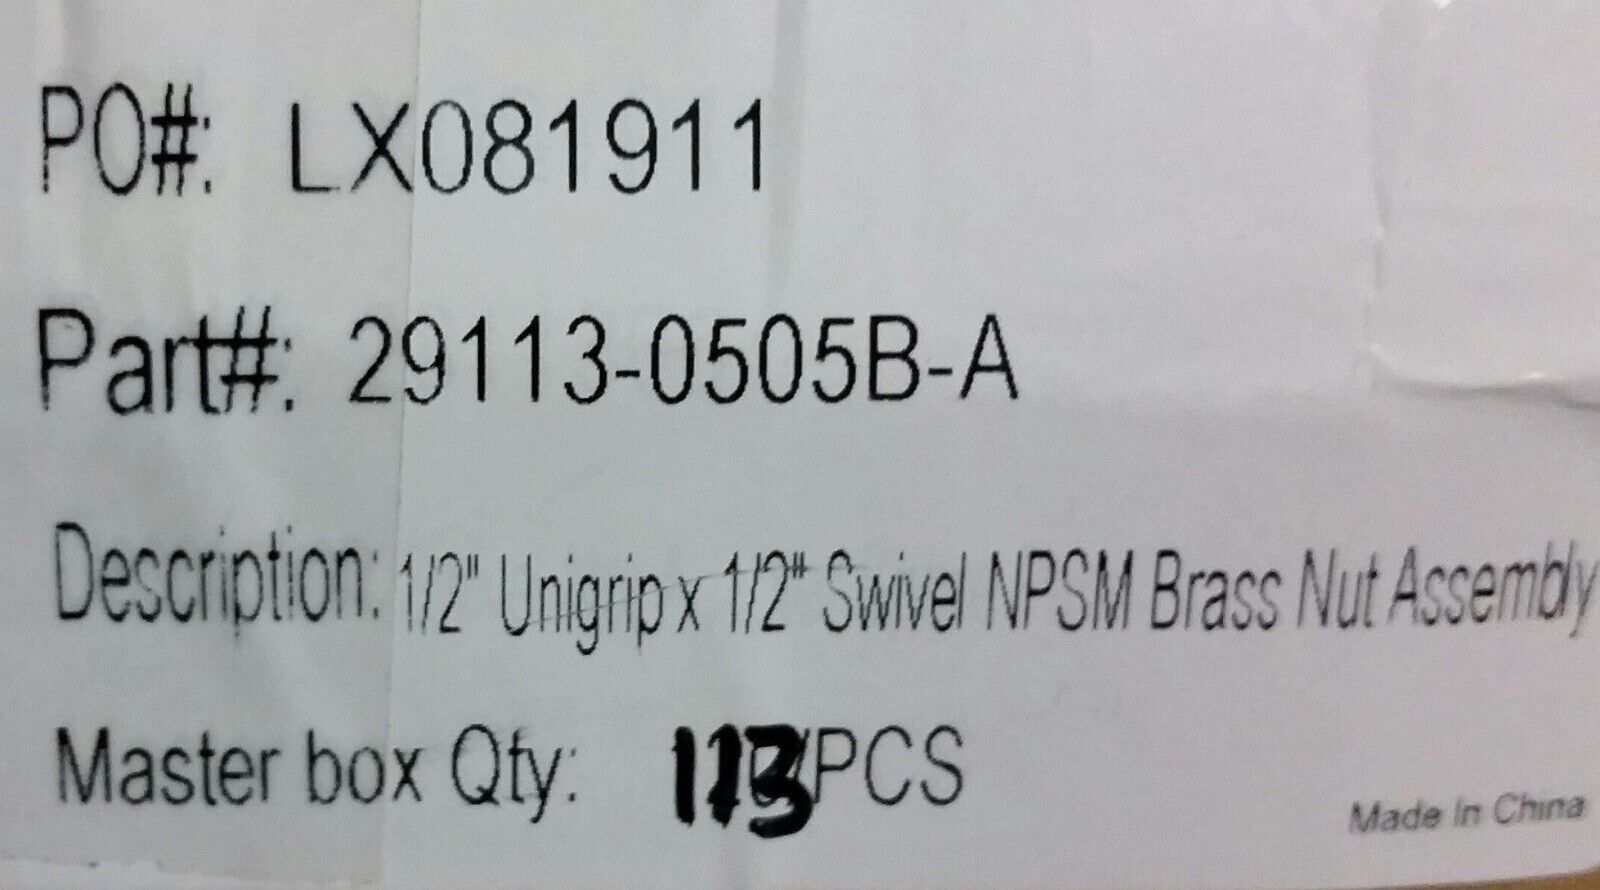 PO#: LX081911
Part#: 29113-0505B-A
Description: 1/2" Unigrip x 1/2" Swivel NPSM Brass Nut Assembly
Master box Qty: 113/PCS
Made In China